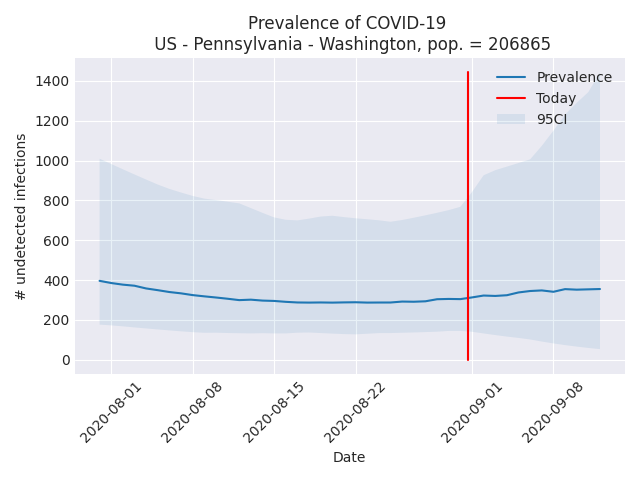 Prevalence of COVID-19
US - Pennsylvania - Washington, pop. = 206865
Prevalence
Today
95CI
# undetected infections
1400
1200
1000
800
600
400
200
0
2020-08-01
2020-08-08
2020-08-15
2020-08-22
2020-09-01
2020-09-08
Date